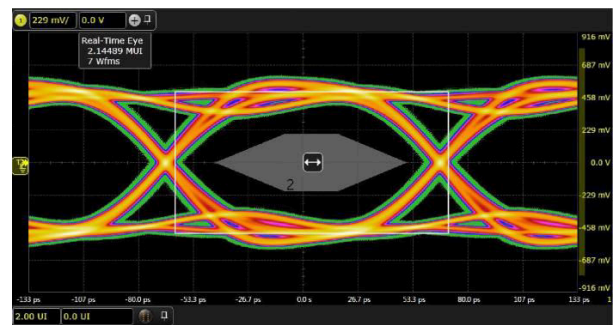 1 229 mV/ 0.0 V
Real-Time Eye
2.14489 MUI
7 Wfms
916 mV
687 mV
458 mV
229 mV
0.0 V
-229 mV
-458 mV
-687 mV
-916 mV
2
-133 ps -107 ps -80.0 ps -53.3 ps -26.7 ps 0.0 s 26.7 ps 53.3 ps 80.0 ps 107 ps 133 ps 1
2.00 UI 0.0 UI